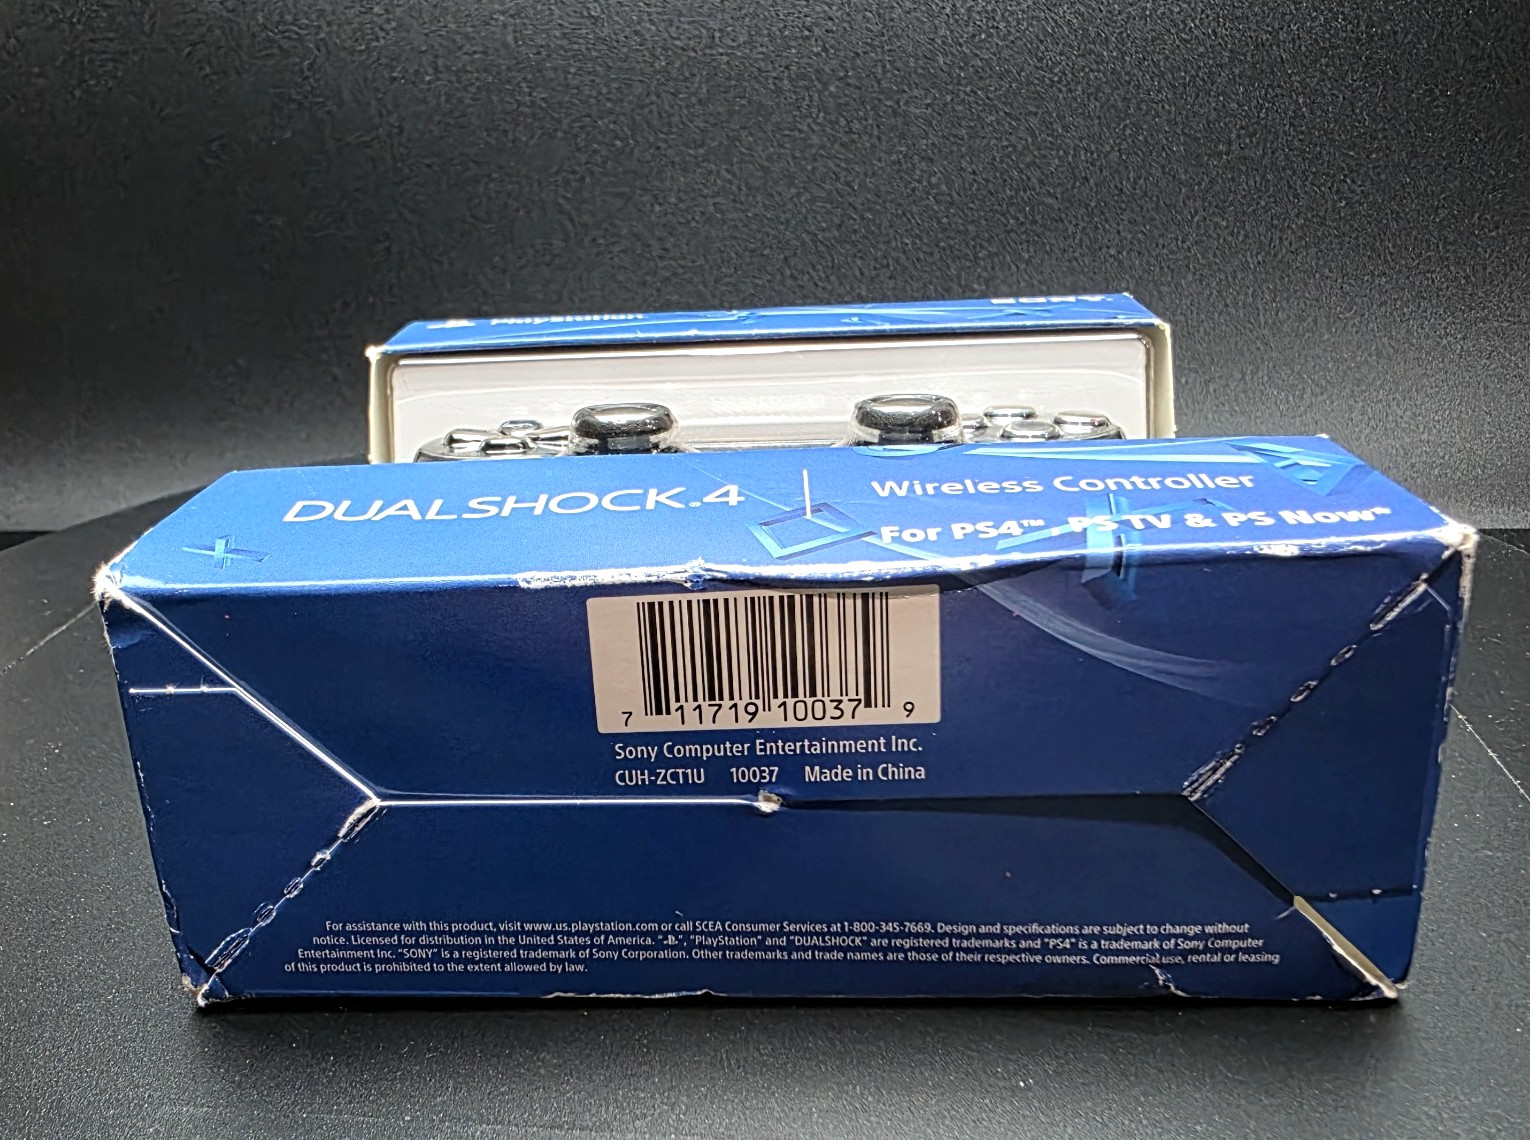 PlayStation
SONY
DUALSHOCK®4
Wireless Controller
For PS4™, PS TV & PS Now*
7 11719 10037 9
Sony Computer Entertainment Inc.
CUH-ZCT1U 10037 Made in China
For assistance with this product, visit www.us.playstation.com or call SCEA Consumer Services at 1-800-345-7669. Design and specifications are subject to change without
notice. Licensed for distribution in the United States of America. " ", "PlayStation" and "DUALSHOCK" are registered trademarks and "PS4" is a trademark of Sony Computer
Entertainment Inc. "SONY" is a registered trademark of Sony Corporation. Other trademarks and trade names are those of their respective owners. Commercial use, rental or leasing
of this product is prohibited to the extent allowed by law.